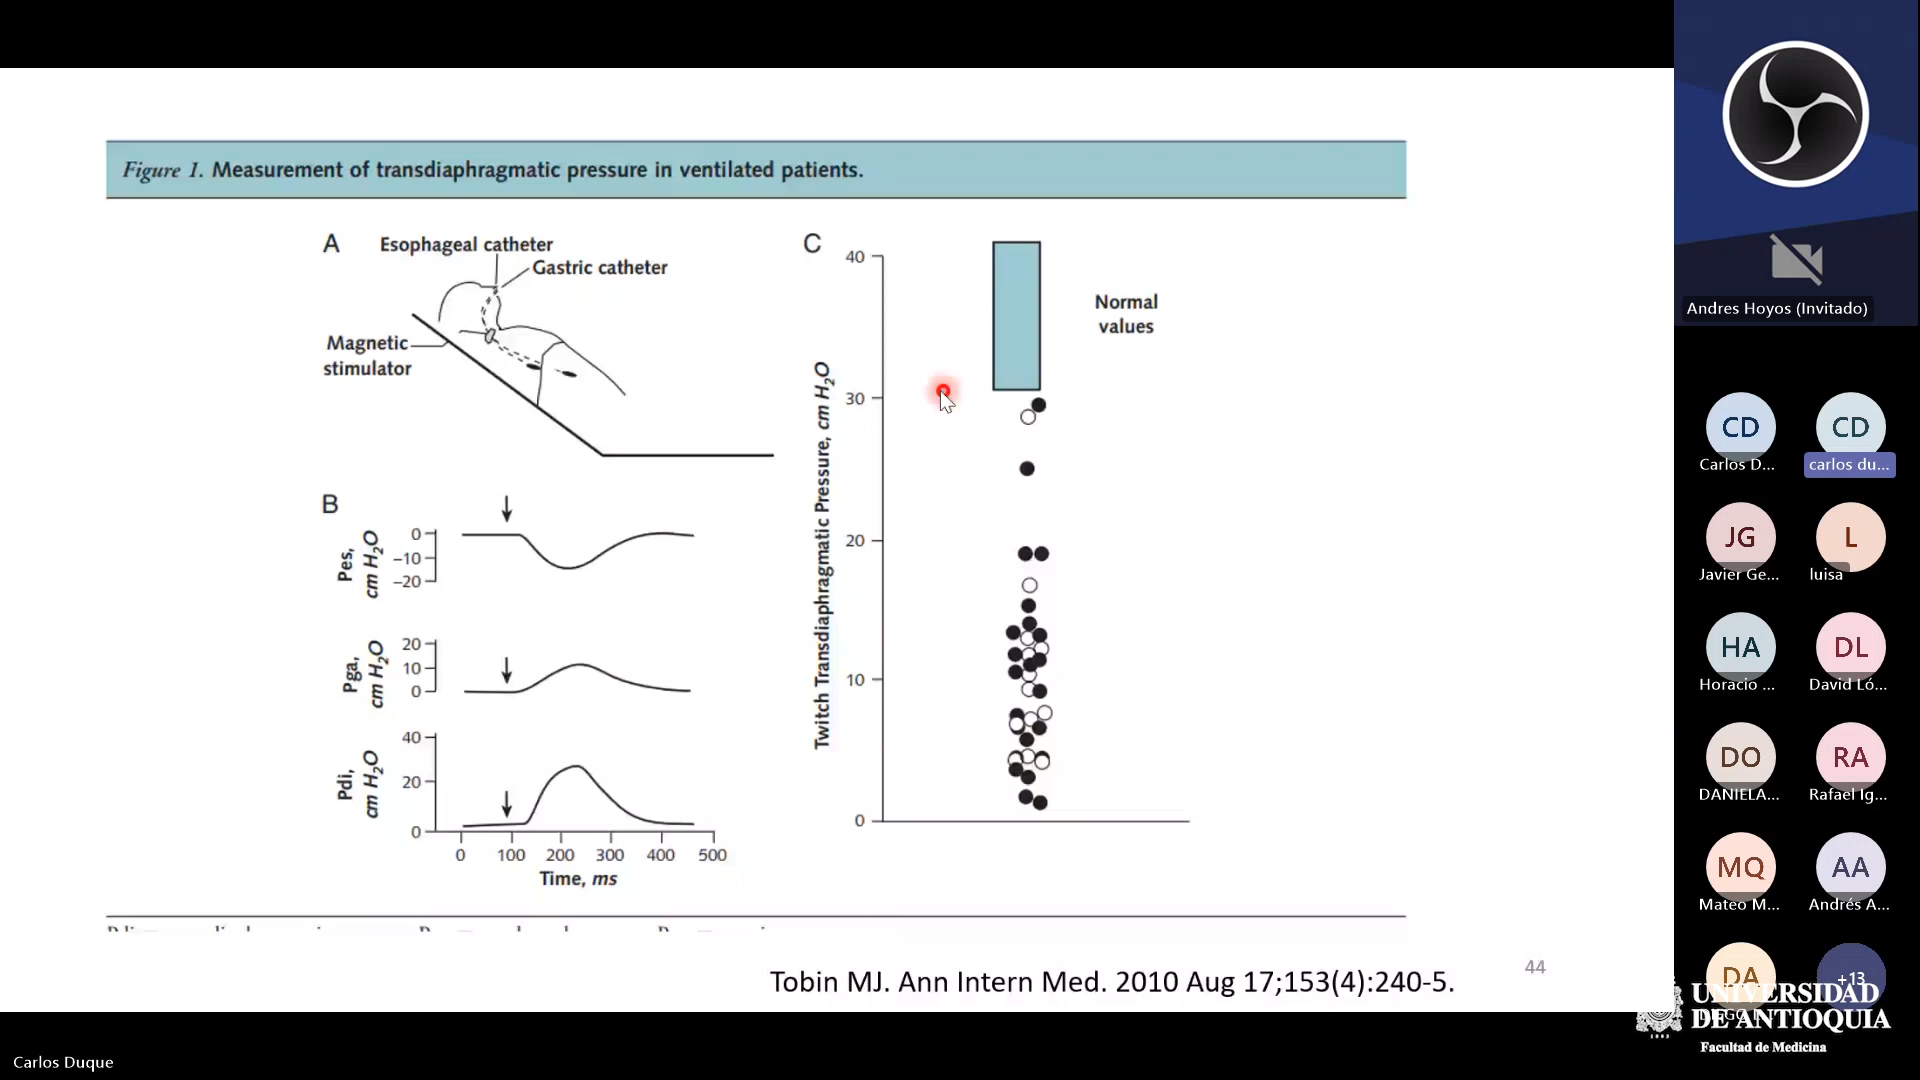 Figure 1. Measurement of transdiaphragmatic pressure in ventilated patients.
A
Esophageal catheter
Gastric catheter
Magnetic
stimulator
B
Pes,
cm H₂O
0
–10
–20
Pga,
cm H₂O
20
10
0
Pdi,
cm H₂O
40
20
0
0 100 200 300 400 500
Time, ms
C
Twitch Transdiaphragmatic Pressure, cm H₂O
40
30
20
10
0
Normal
values
Tobin MJ. Ann Intern Med. 2010 Aug 17;153(4):240-5.
44
Andres Hoyos (Invitado)
CD
Carlos D...
CD
carlos du...
JG
Javier Ge...
L
luisa
HA
Horacio ...
DL
David Ló...
DO
DANIELA...
RA
Rafael Ig...
MQ
Mateo M...
AA
Andrés A...
DA
+13
UNIVERSIDAD
DE ANTIOQUIA
Facultad de Medicina
Carlos Duque